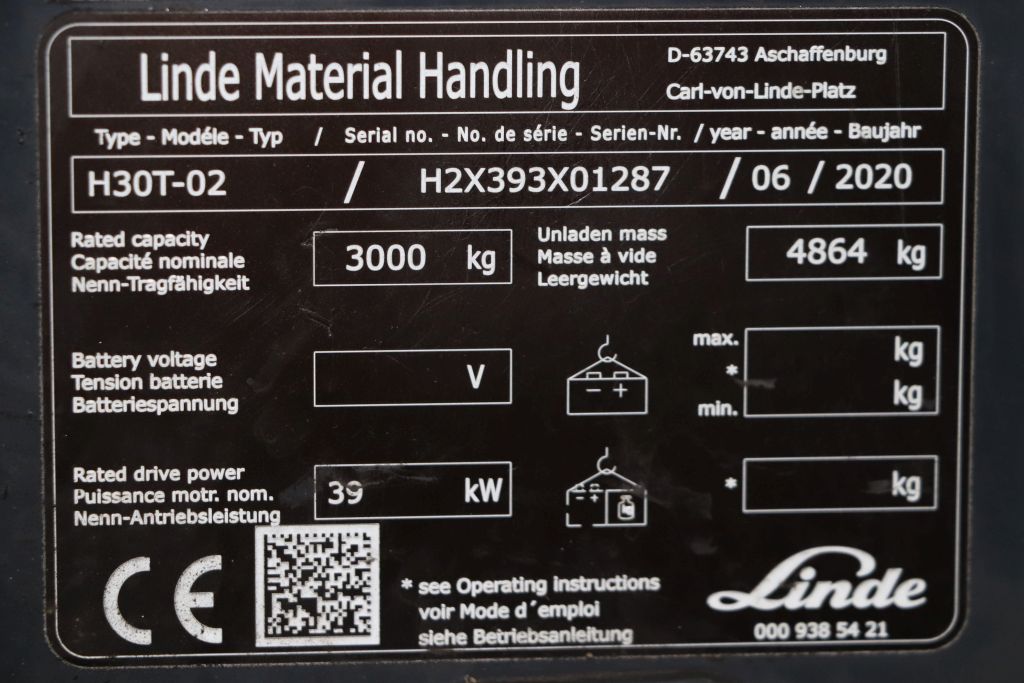 Linde Material Handling
D-63743 Aschaffenburg
Carl-von-Linde-Platz
Type - Modéle - Typ / Serial no. - No. de série - Serien-Nr. / year - année - Baujahr
H30T-02 / H2X393X01287 / 06 / 2020
Rated capacity
Capacité nominale
Nenn-Tragfähigkeit
3000 kg
Unladen mass
Masse à vide
Leergewicht
4864 kg
Battery voltage
Tension batterie
Batteriespannung
V
- +
max. kg
*
min. kg
Rated drive power
Puissance motr. nom.
Nenn-Antriebsleistung
39 kW
- +
kg
* kg
CE
* see Operating instructions
voir Mode d´emploi
siehe Betriebsanleitung
Linde
000 938 54 21